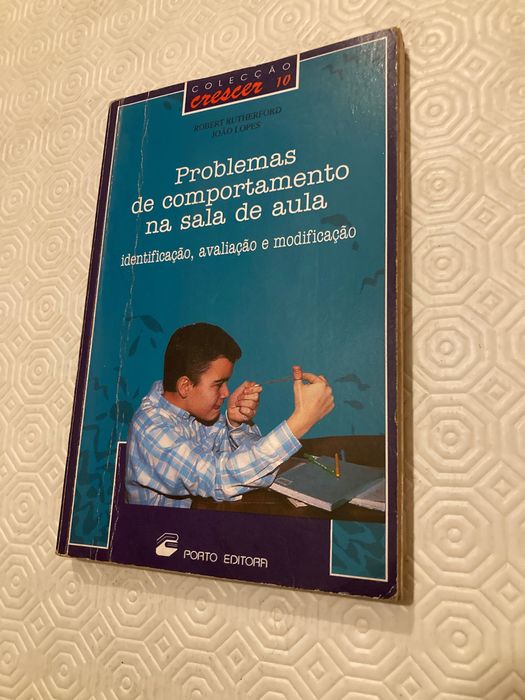 COLECÇÃO
crescer 10
ROBERT RUTHERFORD
JOÃO LOPES
Problemas
de comportamento
na sala de aula
identificação, avaliação e modificação
PORTO EDITORA